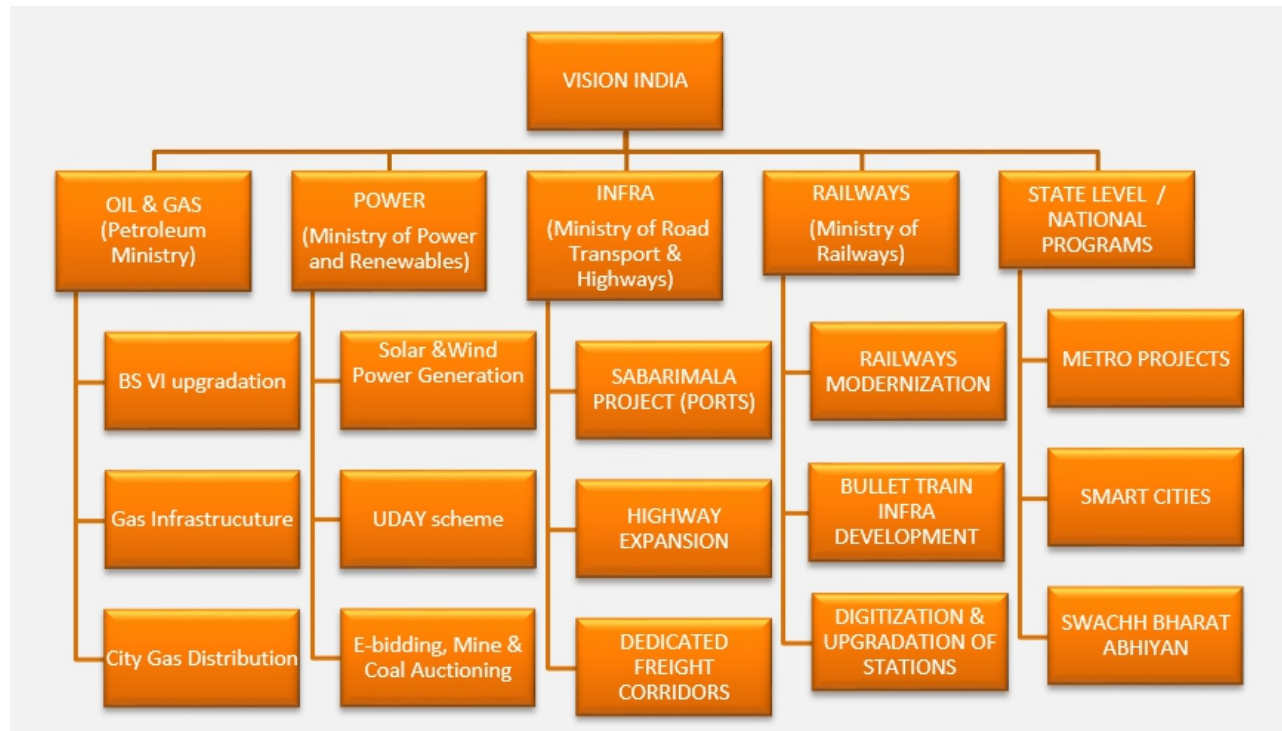 VISION INDIA
OIL & GAS
(Petroleum
Ministry)
POWER
(Ministry of Power
and Renewables)
INFRA
(Ministry of Road
Transport &
Highways)
RAILWAYS
(Ministry of
Railways)
STATE LEVEL /
NATIONAL
PROGRAMS
BS VI upgradation
Gas Infrastrucuture
City Gas Distribution
Solar &Wind
Power Generation
UDAY scheme
E-bidding, Mine &
Coal Auctioning
SABARIMALA
PROJECT (PORTS)
HIGHWAY
EXPANSION
DEDICATED
FREIGHT
CORRIDORS
RAILWAYS
MODERNIZATION
BULLET TRAIN
INFRA
DEVELOPMENT
DIGITIZATION &
UPGRADATION OF
STATIONS
METRO PROJECTS
SMART CITIES
SWACHH BHARAT
ABHIYAN